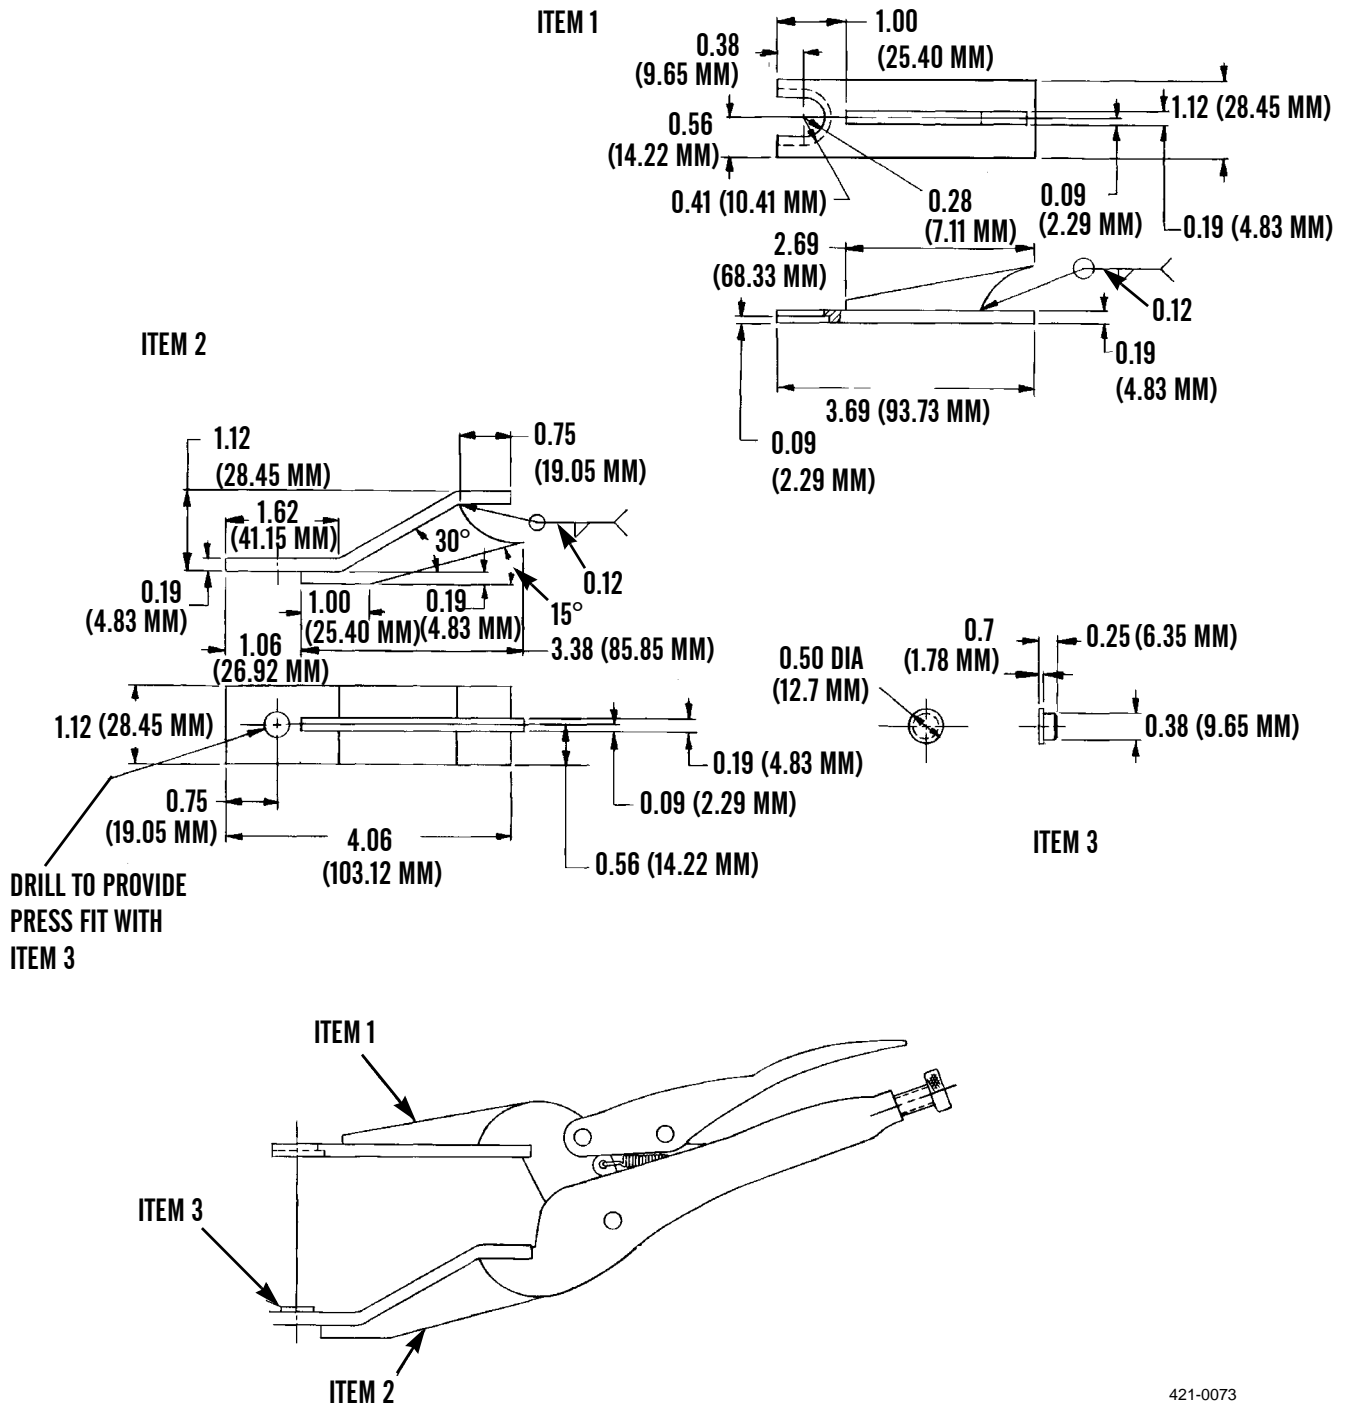 ITEM 1
1.00
(25.40 MM)
0.38
(9.65 MM)
0.56
(14.22 MM)
1.12 (28.45 MM)
0.41 (10.41 MM)
0.28
(7.11 MM)
0.09
(2.29 MM)
0.19 (4.83 MM)
2.69
(68.33 MM)
0.12
0.19
(4.83 MM)
3.69 (93.73 MM)
0.09
(2.29 MM)
ITEM 2
1.12
(28.45 MM)
0.75
(19.05 MM)
1.62
(41.15 MM)
30°
0.12
0.19
(4.83 MM)
1.00
(25.40 MM)
0.19
(4.83 MM)
15°
3.38 (85.85 MM)
1.06
(26.92 MM)
1.12 (28.45 MM)
0.19 (4.83 MM)
0.09 (2.29 MM)
0.75
(19.05 MM)
4.06
(103.12 MM)
0.56 (14.22 MM)
DRILL TO PROVIDE
PRESS FIT WITH
ITEM 3
0.50 DIA
(12.7 MM)
0.7
(1.78 MM)
0.25 (6.35 MM)
0.38 (9.65 MM)
ITEM 3
ITEM 1
ITEM 3
ITEM 2
421-0073